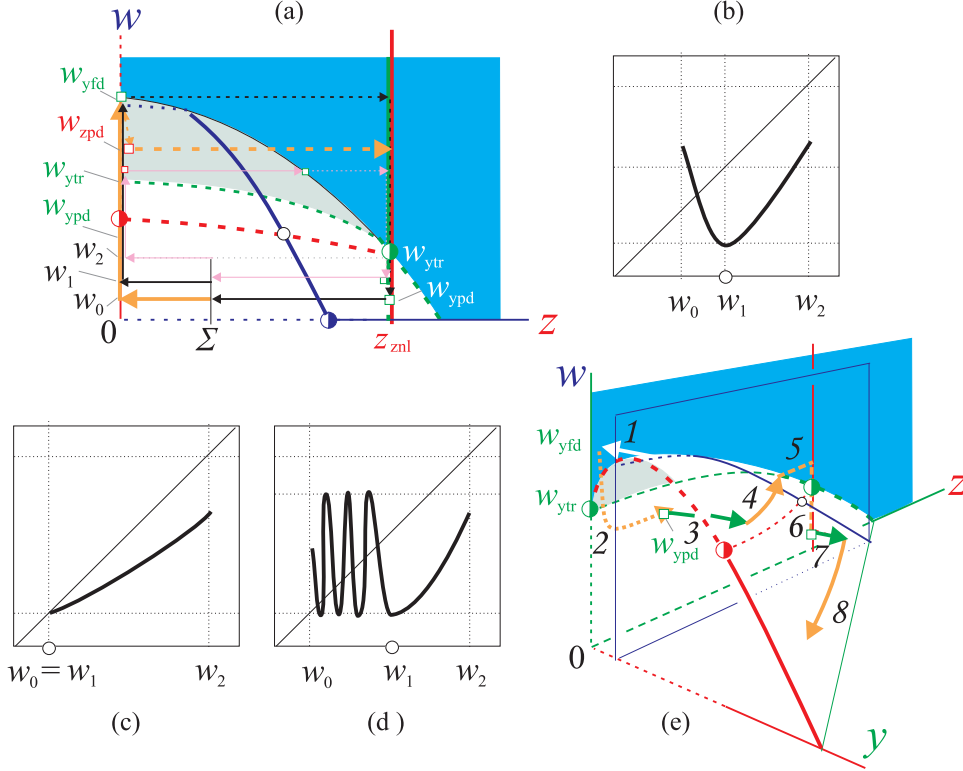 (a)
w
w_yfd
w_zpd
w_ytr
w_ypd
w_2
w_1
w_0
0
Σ
z_znl
z
w_ytr
w_ypd
(b)
w_0 w_1 w_2
w_0 = w_1 w_2
(c)
w_0 w_1 w_2
(d)
w
z
w_yfd
w_ytr
w_ypd
1
2
3
4
5
6
7
8
0
y
(e)